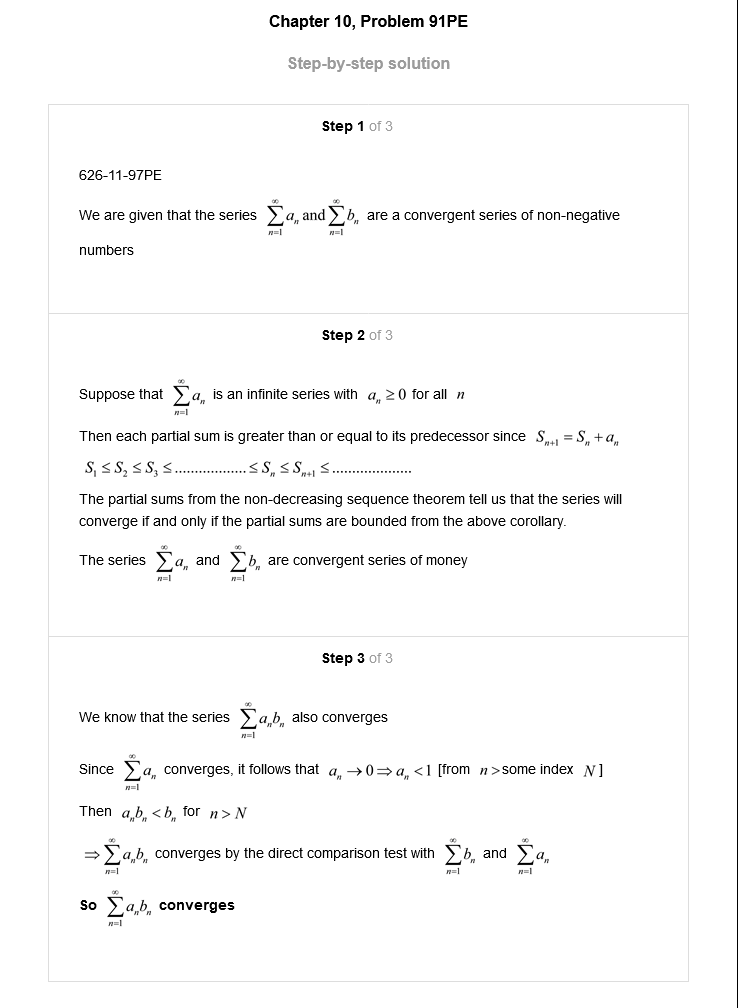 Chapter 10, Problem 91PE
Step-by-step solution
Step 1 of 3
626-11-97PE
We are given that the series $\sum_{n=1}^{\infty} a_n$ and $\sum_{n=1}^{\infty} b_n$ are a convergent series of non-negative
numbers
Step 2 of 3
Suppose that $\sum_{n=1}^{\infty} a_n$ is an infinite series with $a_n \geq 0$ for all $n$
Then each partial sum is greater than or equal to its predecessor since $S_{n+1} = S_n + a_n$
$S_1 \leq S_2 \leq S_3 \leq .................. \leq S_n \leq S_{n+1} \leq ....................$
The partial sums from the non-decreasing sequence theorem tell us that the series will
converge if and only if the partial sums are bounded from the above corollary.
The series $\sum_{n=1}^{\infty} a_n$ and $\sum_{n=1}^{\infty} b_n$ are convergent series of money
Step 3 of 3
We know that the series $\sum_{n=1}^{\infty} a_n b_n$ also converges
Since $\sum_{n=1}^{\infty} a_n$ converges, it follows that $a_n \to 0 \Rightarrow a_n < 1$ [from $n >$ some index $N$]
Then $a_n b_n < b_n$ for $n > N$
$\Rightarrow \sum_{n=1}^{\infty} a_n b_n$ converges by the direct comparison test with $\sum_{n=1}^{\infty} b_n$ and $\sum_{n=1}^{\infty} a_n$
So $\sum_{n=1}^{\infty} a_n b_n$ converges